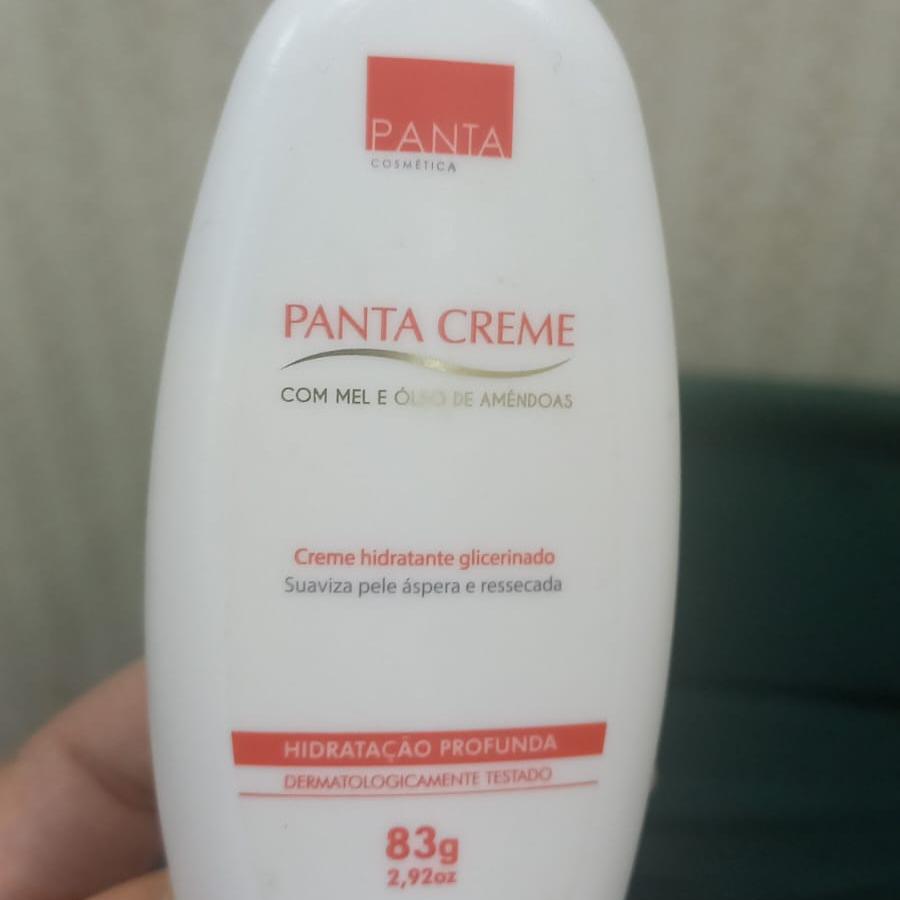 PANTA
COSMÉTICA
PANTA CREME
COM MEL E ÓLEO DE AMÊNDOAS
Creme hidratante glicerinado
Suaviza pele áspera e ressecada
HIDRATAÇÃO PROFUNDA
DERMATOLOGICAMENTE TESTADO
83g
2,92oz